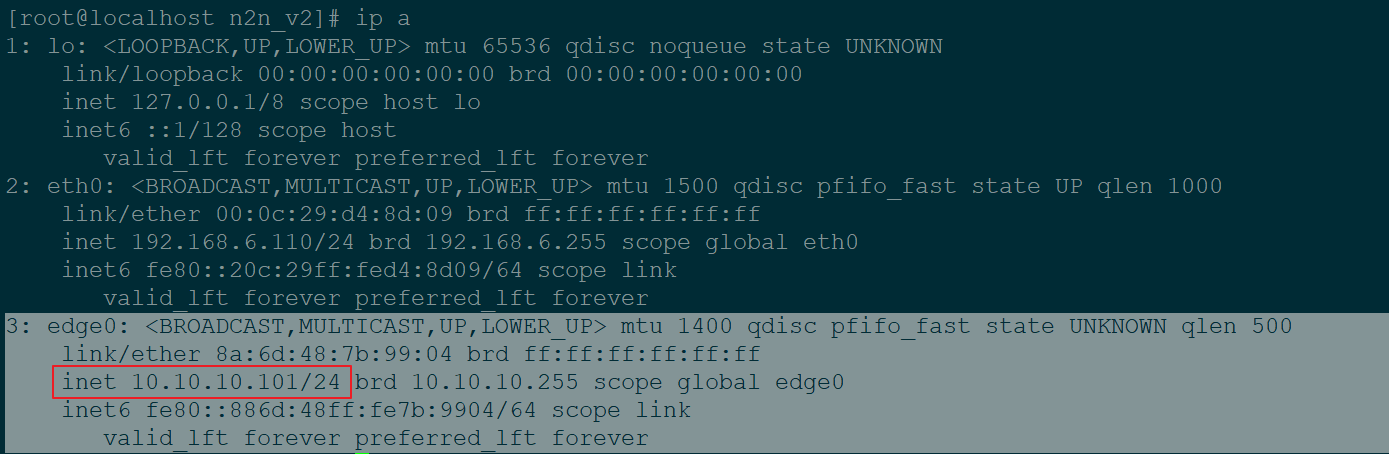 [root@localhost n2n_v2]# ip a
1: lo: <LOOPBACK,UP,LOWER_UP> mtu 65536 qdisc noqueue state UNKNOWN
    link/loopback 00:00:00:00:00:00 brd 00:00:00:00:00:00
    inet 127.0.0.1/8 scope host lo
    inet6 ::1/128 scope host
       valid_lft forever preferred_lft forever
2: eth0: <BROADCAST,MULTICAST,UP,LOWER_UP> mtu 1500 qdisc pfifo_fast state UP qlen 1000
    link/ether 00:0c:29:d4:8d:09 brd ff:ff:ff:ff:ff:ff
    inet 192.168.6.110/24 brd 192.168.6.255 scope global eth0
    inet6 fe80::20c:29ff:fed4:8d09/64 scope link
       valid_lft forever preferred_lft forever
3: edge0: <BROADCAST,MULTICAST,UP,LOWER_UP> mtu 1400 qdisc pfifo_fast state UNKNOWN qlen 500
    link/ether 8a:6d:48:7b:99:04 brd ff:ff:ff:ff:ff:ff
    inet 10.10.10.101/24 brd 10.10.10.255 scope global edge0
    inet6 fe80::886d:48ff:fe7b:9904/64 scope link
       valid_lft forever preferred_lft forever